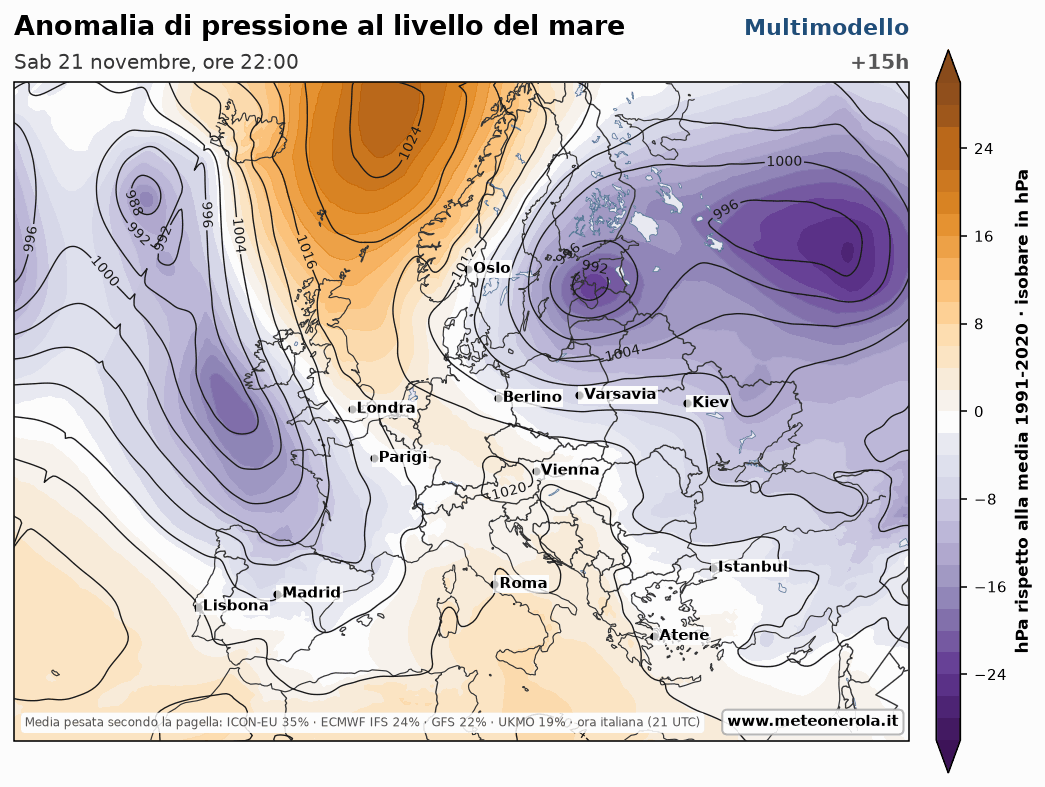 Anomalia di pressione al livello del mare
Multimodello
Sab 21 novembre, ore 22:00
+15h
1024
1000
996
988
992
992
996
1004
1016
996
1000
1012
Oslo
996
992
1004
Londra
Berlino
Varsavia
Kiev
Parigi
Vienna
1020
Roma
Istanbul
Madrid
Lisbona
Atene
24
16
8
0
−8
−16
−24
hPa rispetto alla media 1991-2020 · isobare in hPa
Media pesata secondo la pagella: ICON-EU 35% · ECMWF IFS 24% · GFS 22% · UKMO 19% · ora italiana (21 UTC)
www.meteonerola.it